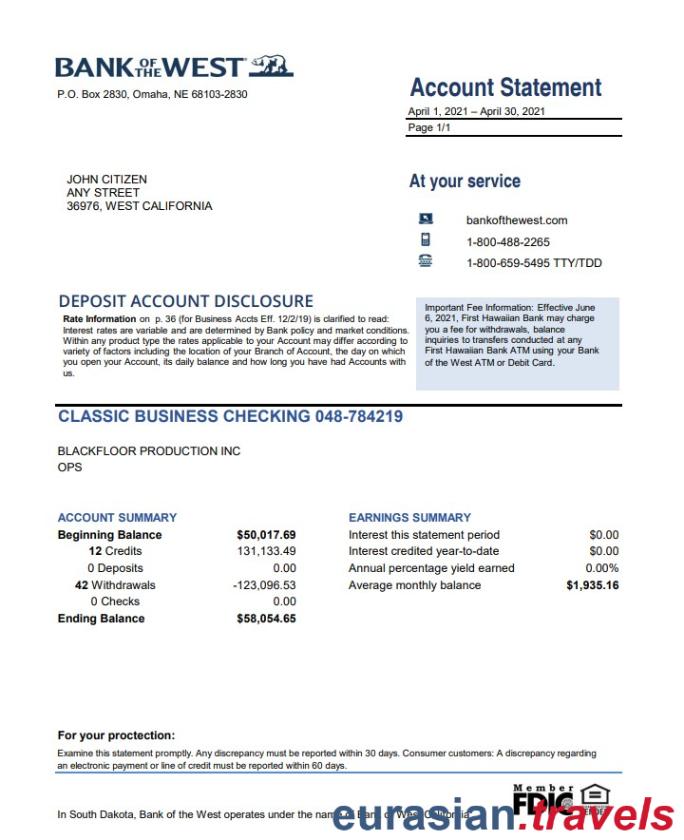 BANK OF THE WEST
P.O. Box 2830, Omaha, NE 68103-2830
Account Statement
April 1, 2021 – April 30, 2021
Page 1/1
JOHN CITIZEN
ANY STREET
36976, WEST CALIFORNIA
At your service
bankofthewest.com
1-800-488-2265
1-800-659-5495 TTY/TDD
DEPOSIT ACCOUNT DISCLOSURE
Rate Information on p. 36 (for Business Accts Eff. 12/2/19) is clarified to read:
Interest rates are variable and are determined by Bank policy and market conditions.
Within any product type the rates applicable to your Account may differ according to
variety of factors including the location of your Branch of Account, the day on which
you open your Account, its daily balance and how long you have had Accounts with
us.
Important Fee Information: Effective June
6, 2021, First Hawaiian Bank may charge
you a fee for withdrawals, balance
inquiries to transfers conducted at any
First Hawaiian Bank ATM using your Bank
of the West ATM or Debit Card.
CLASSIC BUSINESS CHECKING 048-784219
BLACKFLOOR PRODUCTION INC
OPS
ACCOUNT SUMMARY
Beginning Balance $50,017.69
12 Credits 131,133.49
0 Deposits 0.00
42 Withdrawals -123,096.53
0 Checks 0.00
Ending Balance $58,054.65
EARNINGS SUMMARY
Interest this statement period $0.00
Interest credited year-to-date $0.00
Annual percentage yield earned 0.00%
Average monthly balance $1,935.16
For your proctection:
Examine this statement promptly. Any discrepancy must be reported within 30 days. Consumer customers: A discrepancy regarding
an electronic payment or line of credit must be reported within 60 days.
Member
FDIC
In South Dakota, Bank of the West operates under the name of Bank of West California
eurasian.travels